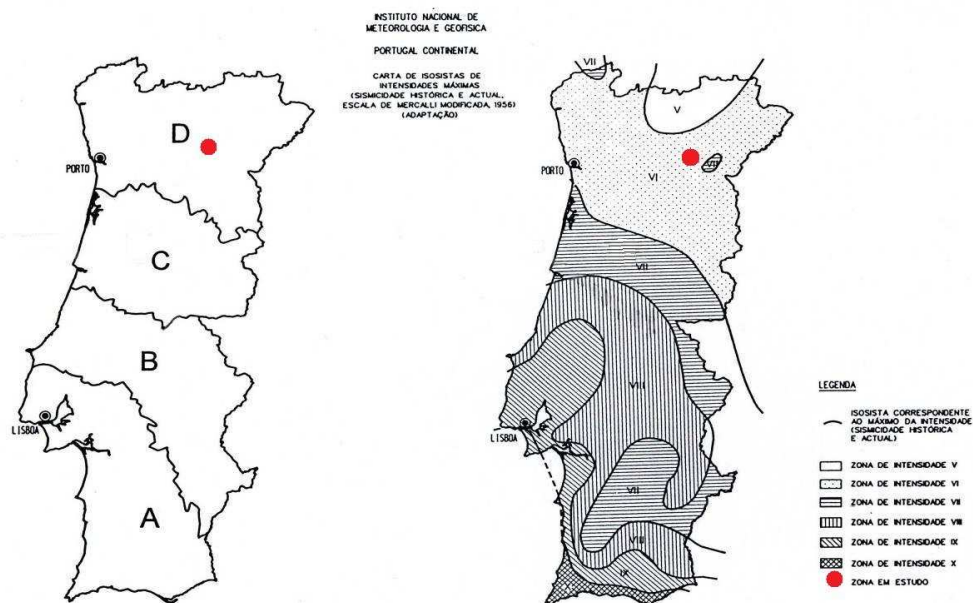 INSTITUTO NACIONAL DE
METEOROLOGIA E GEOFISICA
PORTUGAL CONTINENTAL
CARTA DE ISOSISTAS DE
INTENSIDADES MÁXIMAS
(SISMICIDADE HISTÓRICA E ACTUAL,
ESCALA DE MERCALLI MODIFICADA, 1956)
(ADAPTAÇÃO)
D
PORTO
C
B
LISBOA
A
VII
V
PORTO
VII
VI
VII
VIII
LISBOA
VII
VIII
IX
LEGENDA
ISOSISTA CORRESPONDENTE
AO MÁXIMO DA INTENSIDADE
(SISMICIDADE HISTÓRICA
E ACTUAL)
ZONA DE INTENSIDADE V
ZONA DE INTENSIDADE VI
ZONA DE INTENSIDADE VII
ZONA DE INTENSIDADE VIII
ZONA DE INTENSIDADE IX
ZONA DE INTENSIDADE X
ZONA EM ESTUDO